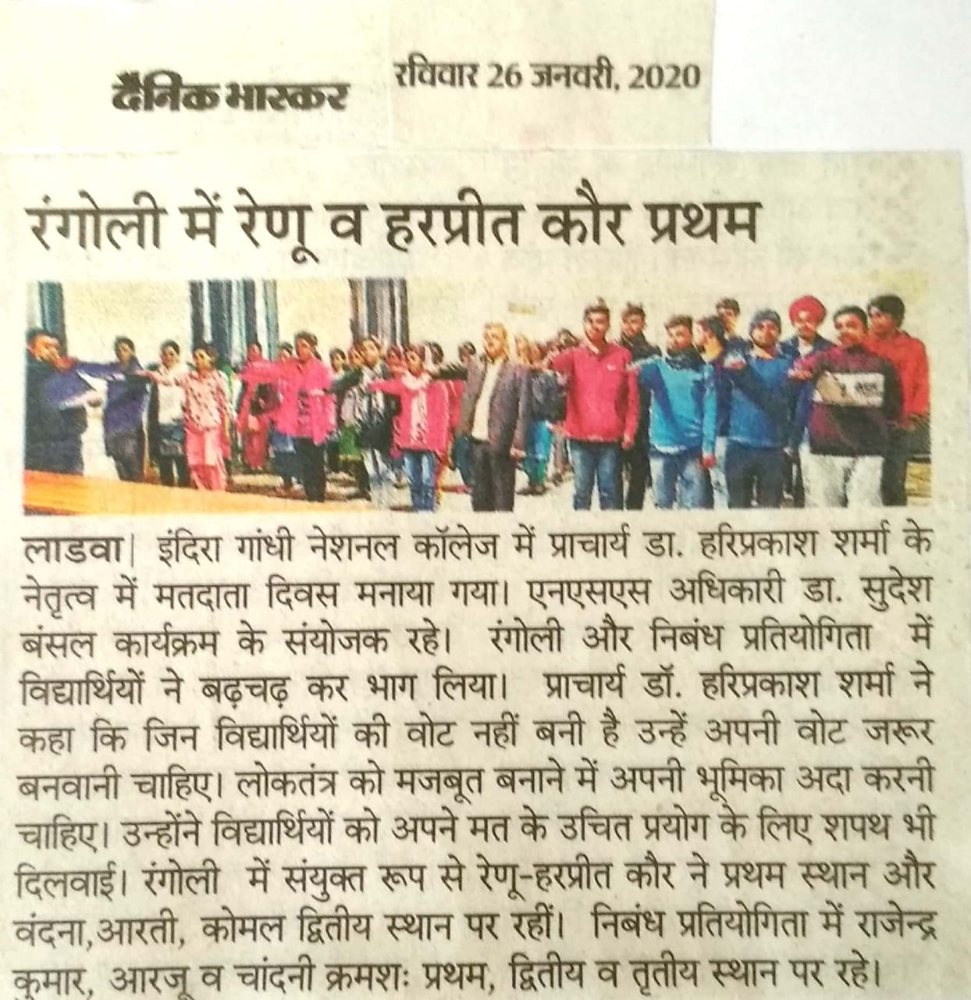 दैनिक भास्कर
रविवार 26 जनवरी, 2020
रंगोली में रेणू व हरप्रीत कौर प्रथम
लाडवा| इंदिरा गांधी नेशनल कॉलेज में प्राचार्य डा. हरिप्रकाश शर्मा के
नेतृत्व में मतदाता दिवस मनाया गया। एनएसएस अधिकारी डा. सुदेश
बंसल कार्यक्रम के संयोजक रहे। रंगोली और निबंध प्रतियोगिता में
विद्यार्थियों ने बढ़चढ़ कर भाग लिया। प्राचार्य डॉ. हरिप्रकाश शर्मा ने
कहा कि जिन विद्यार्थियों की वोट नहीं बनी है उन्हें अपनी वोट जरूर
बनवानी चाहिए। लोकतंत्र को मजबूत बनाने में अपनी भूमिका अदा करनी
चाहिए। उन्होंने विद्यार्थियों को अपने मत के उचित प्रयोग के लिए शपथ भी
दिलवाई। रंगोली में संयुक्त रूप से रेणू-हरप्रीत कौर ने प्रथम स्थान और
वंदना,आरती, कोमल द्वितीय स्थान पर रहीं। निबंध प्रतियोगिता में राजेन्द्र
कुमार, आरजू व चांदनी क्रमशः प्रथम, द्वितीय व तृतीय स्थान पर रहे।